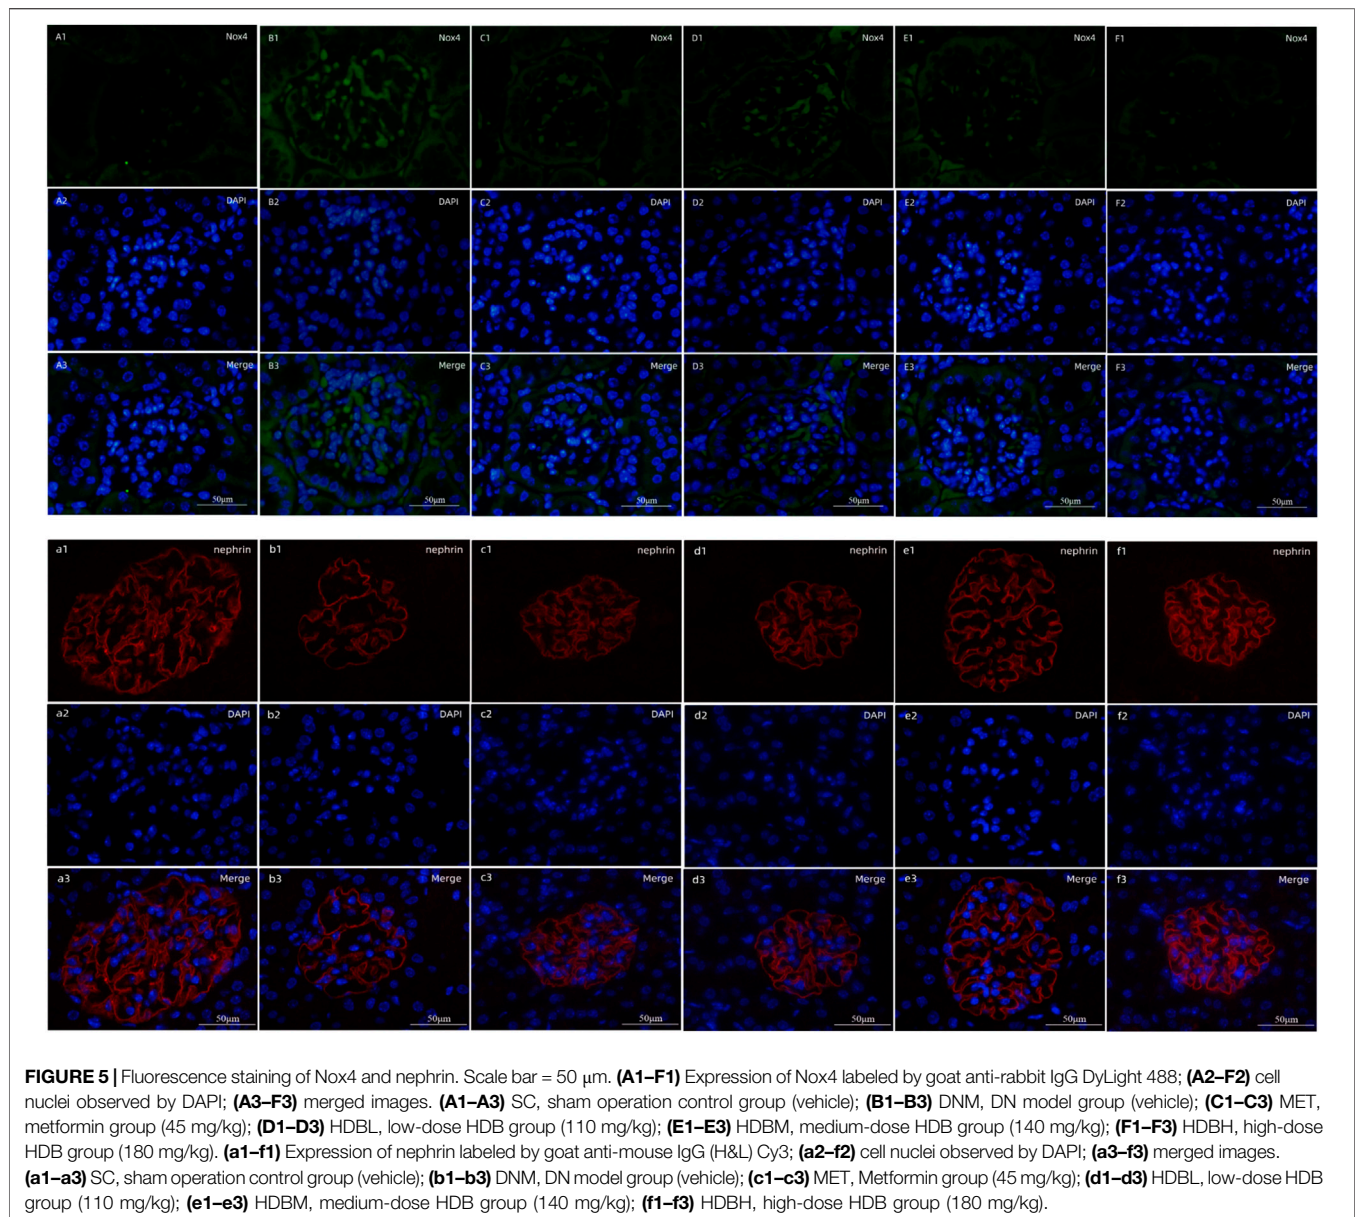 A1 Nox4 B1 Nox4 C1 Nox4 D1 Nox4 E1 Nox4 F1 Nox4
A2 DAPI B2 DAPI C2 DAPI D2 DAPI E2 DAPI F2 DAPI
A3 Merge B3 Merge C3 Merge D3 Merge E3 Merge F3 Merge
50μm 50μm 50μm 50μm 50μm 50μm
a1 nephrin b1 nephrin c1 nephrin d1 nephrin e1 nephrin f1 nephrin
a2 DAPI b2 DAPI c2 DAPI d2 DAPI e2 DAPI f2 DAPI
a3 Merge b3 Merge c3 Merge d3 Merge e3 Merge f3 Merge
50μm 50μm 50μm 50μm 50μm 50μm
FIGURE 5 | Fluorescence staining of Nox4 and nephrin. Scale bar = 50 μm. (A1–F1) Expression of Nox4 labeled by goat anti-rabbit IgG DyLight 488; (A2–F2) cell
nuclei observed by DAPI; (A3–F3) merged images. (A1–A3) SC, sham operation control group (vehicle); (B1–B3) DNM, DN model group (vehicle); (C1–C3) MET,
metformin group (45 mg/kg); (D1–D3) HDBL, low-dose HDB group (110 mg/kg); (E1–E3) HDBM, medium-dose HDB group (140 mg/kg); (F1–F3) HDBH, high-dose
HDB group (180 mg/kg). (a1–f1) Expression of nephrin labeled by goat anti-mouse IgG (H&L) Cy3; (a2–f2) cell nuclei observed by DAPI; (a3–f3) merged images.
(a1–a3) SC, sham operation control group (vehicle); (b1–b3) DNM, DN model group (vehicle); (c1–c3) MET, Metformin group (45 mg/kg); (d1–d3) HDBL, low-dose HDB
group (110 mg/kg); (e1–e3) HDBM, medium-dose HDB group (140 mg/kg); (f1–f3) HDBH, high-dose HDB group (180 mg/kg).